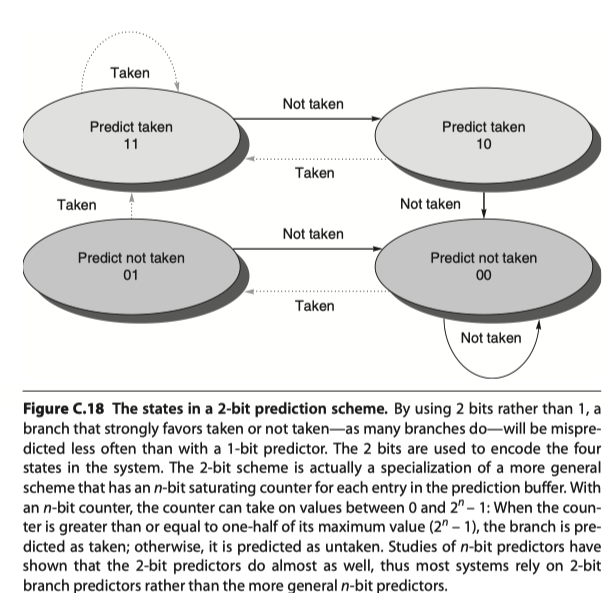 Taken
Not taken
Predict taken
11
Predict taken
10
Taken
Taken
Not taken
Not taken
Predict not taken
01
Predict not taken
00
Taken
Not taken
Figure C.18 The states in a 2-bit prediction scheme. By using 2 bits rather than 1, a
branch that strongly favors taken or not taken—as many branches do—will be mispre-
dicted less often than with a 1-bit predictor. The 2 bits are used to encode the four
states in the system. The 2-bit scheme is actually a specialization of a more general
scheme that has an n-bit saturating counter for each entry in the prediction buffer. With
an n-bit counter, the counter can take on values between 0 and 2ⁿ – 1: When the coun-
ter is greater than or equal to one-half of its maximum value (2ⁿ – 1), the branch is pre-
dicted as taken; otherwise, it is predicted as untaken. Studies of n-bit predictors have
shown that the 2-bit predictors do almost as well, thus most systems rely on 2-bit
branch predictors rather than the more general n-bit predictors.